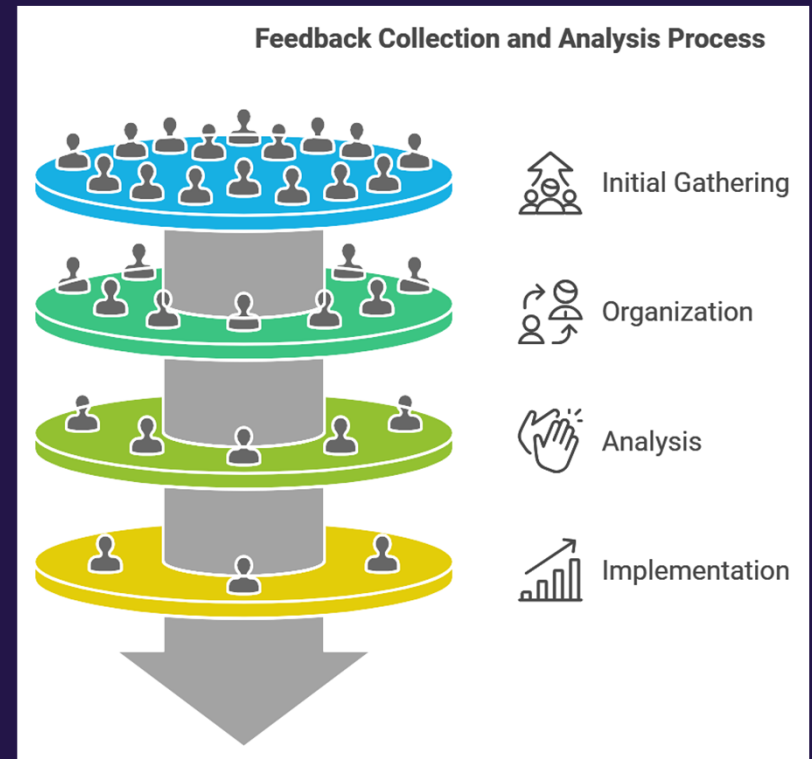 Feedback Collection and Analysis Process
Initial Gathering
Organization
Analysis
Implementation